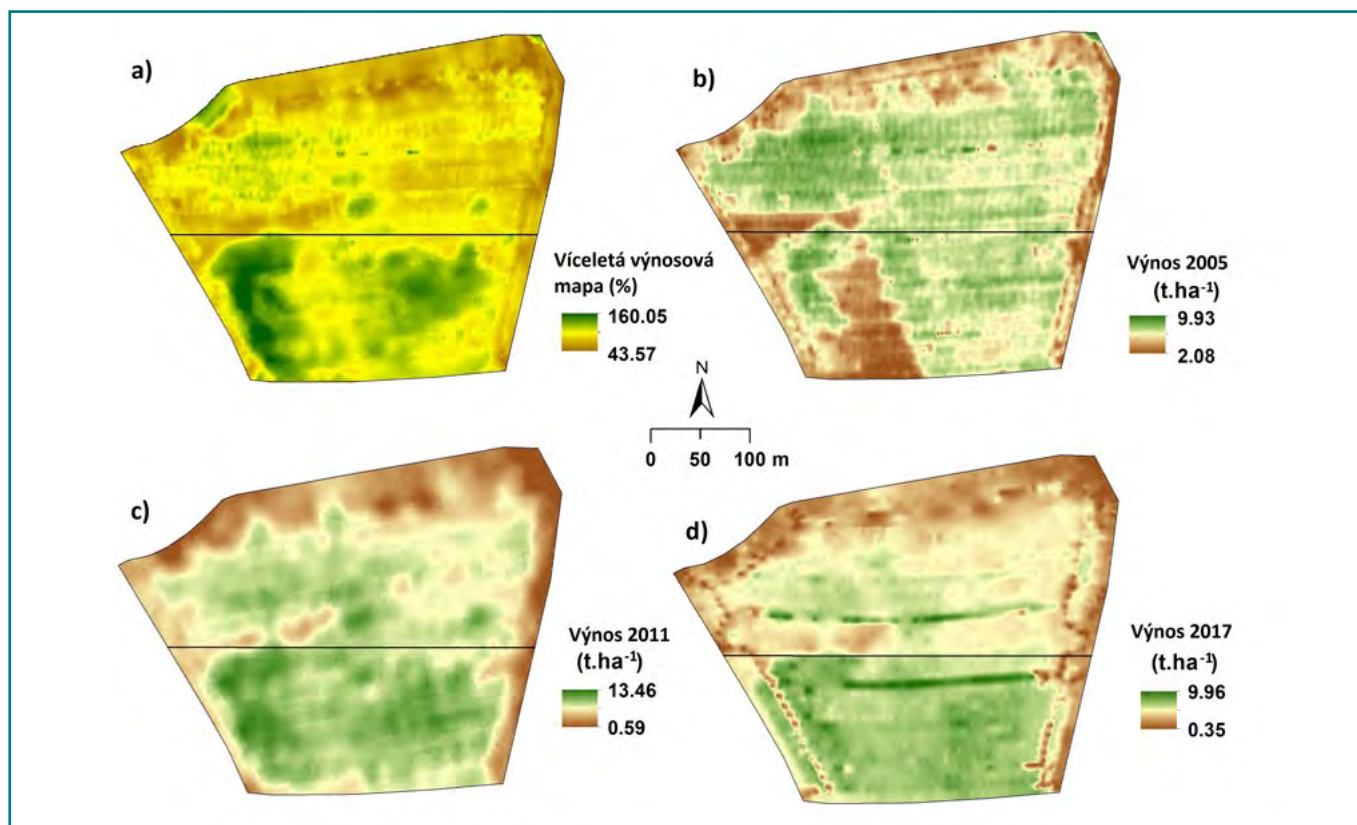 a)
Víceletá výnosová
mapa (%)
160.05
43.57
b)
Výnos 2005
(t.ha⁻¹)
9.93
2.08
N
0 50 100 m
c)
Výnos 2011
(t.ha⁻¹)
13.46
0.59
d)
Výnos 2017
(t.ha⁻¹)
9.96
0.35